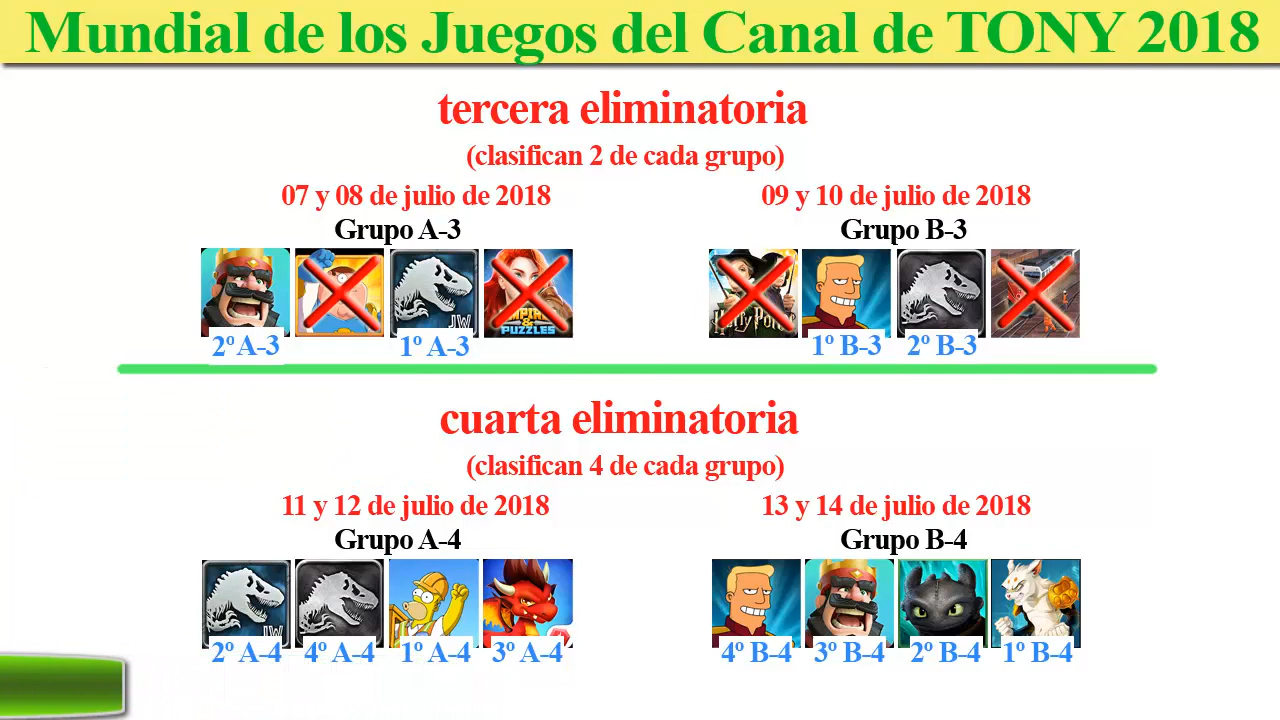 Mundial de los Juegos del Canal de TONY 2018
tercera eliminatoria
(clasifican 2 de cada grupo)
07 y 08 de julio de 2018
Grupo A-3
JW
EMPIRES & PUZZLES
2º A-3
1º A-3
09 y 10 de julio de 2018
Grupo B-3
Harry Potter
1º B-3
2º B-3
cuarta eliminatoria
(clasifican 4 de cada grupo)
11 y 12 de julio de 2018
Grupo A-4
JW
2º A-4
4º A-4
1º A-4
3º A-4
13 y 14 de julio de 2018
Grupo B-4
4º B-4
3º B-4
2º B-4
1º B-4